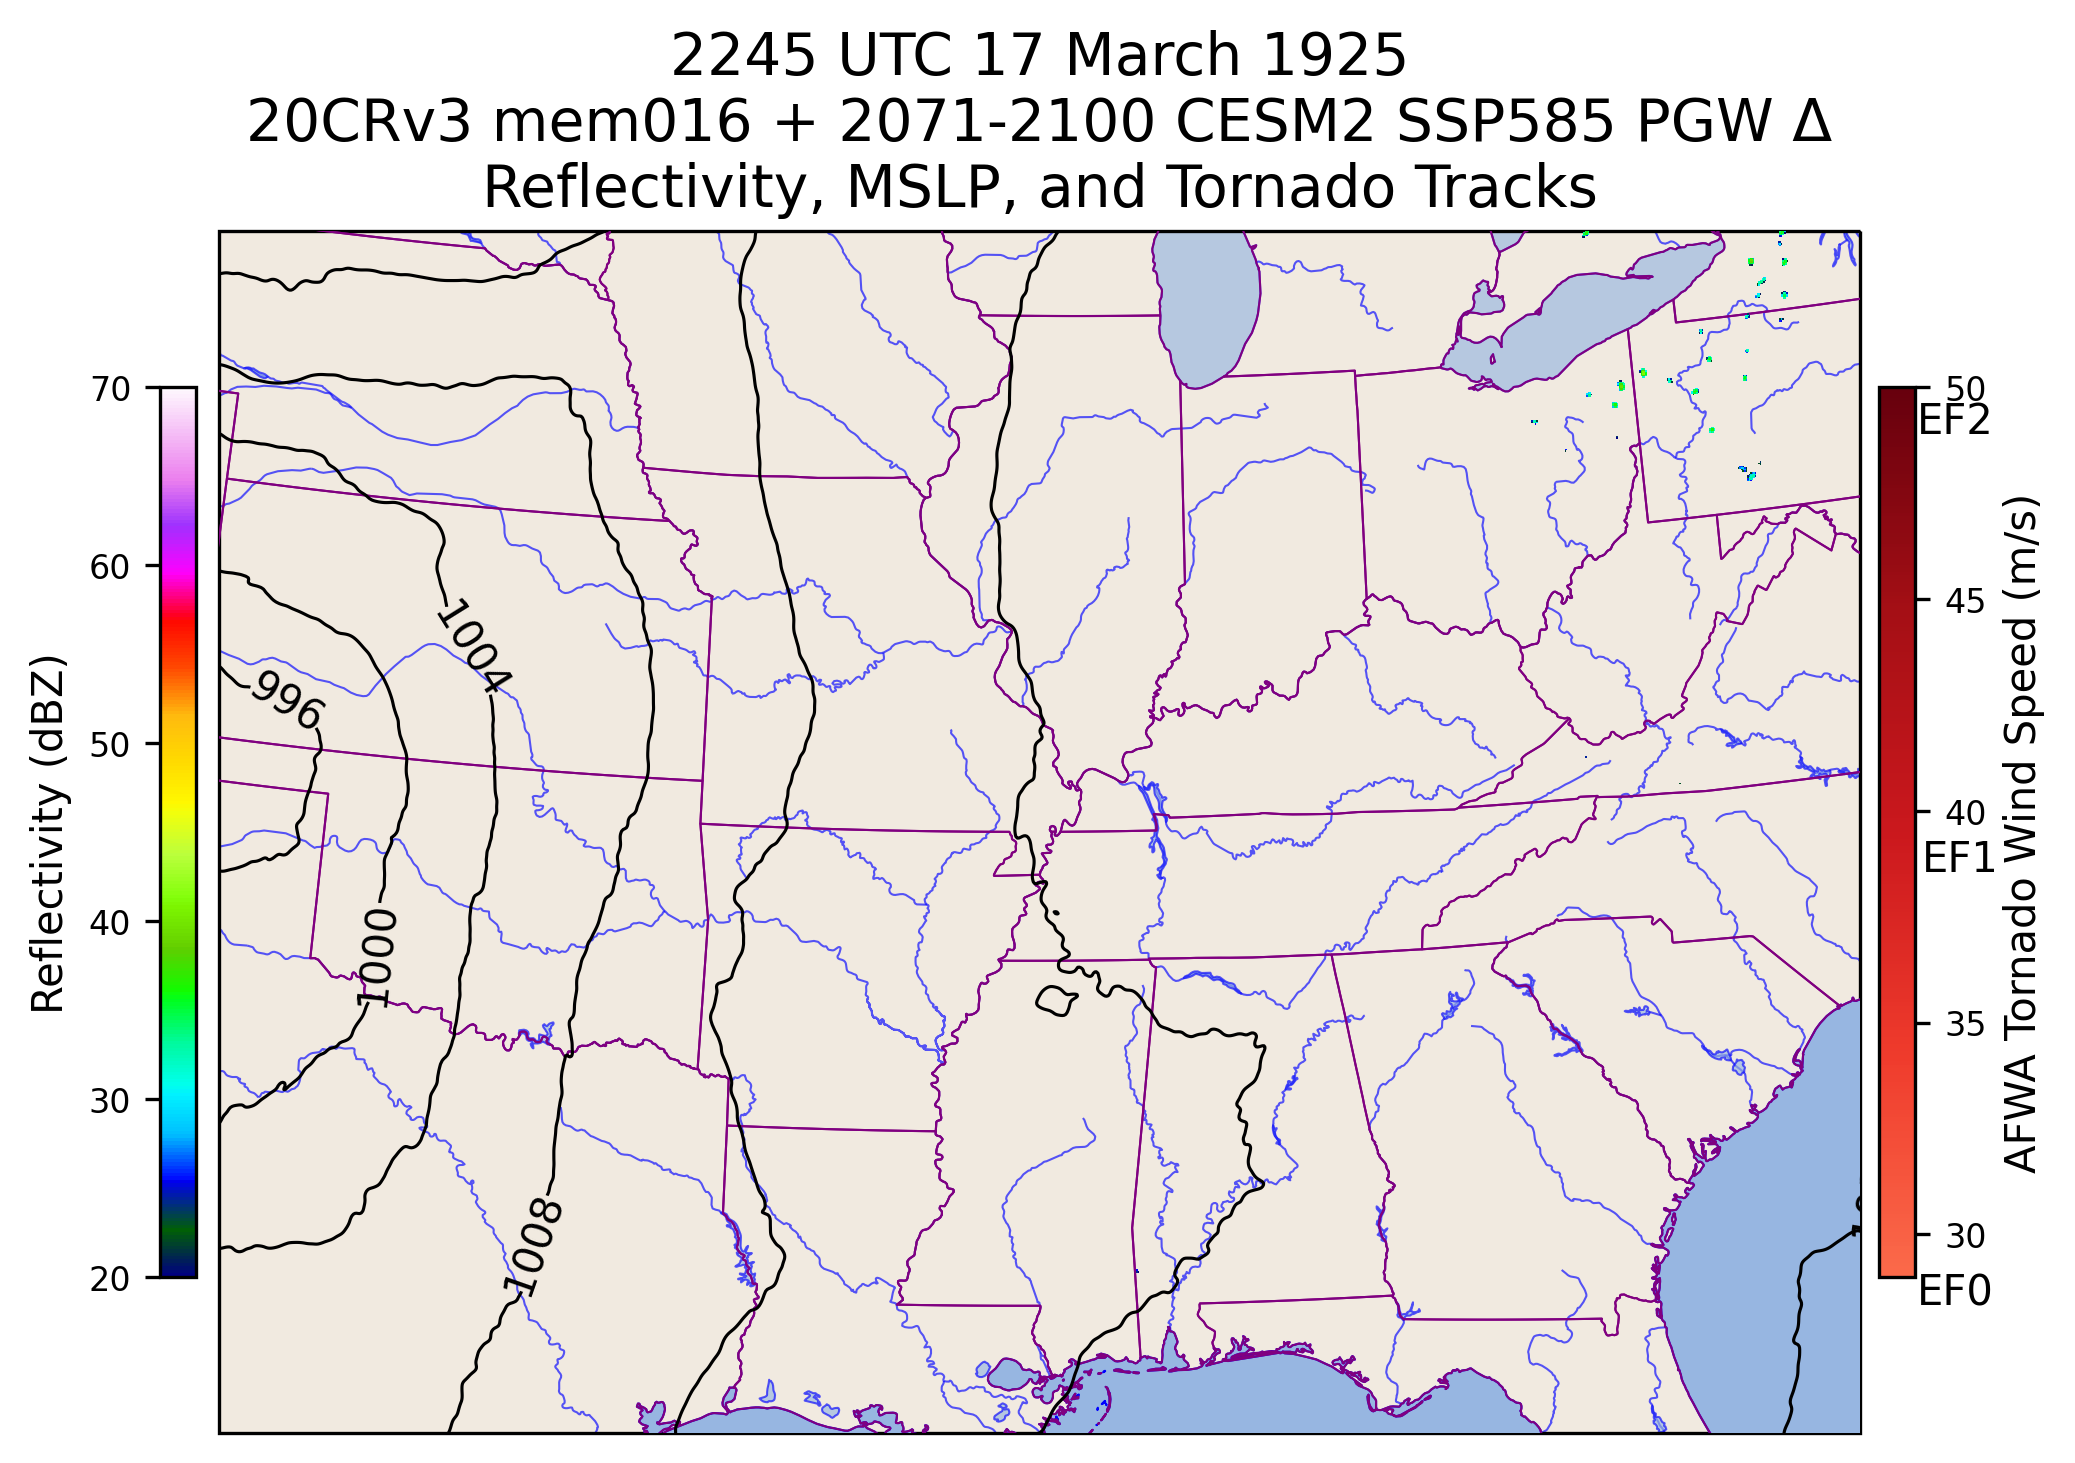 2245 UTC 17 March 1925
20CRv3 mem016 + 2071-2100 CESM2 SSP585 PGW Δ
Reflectivity, MSLP, and Tornado Tracks
Reflectivity (dBZ)
70
60
50
40
30
20
1004
996
1000
1008
50
EF2
45
40
EF1
35
30
EF0
AFWA Tornado Wind Speed (m/s)